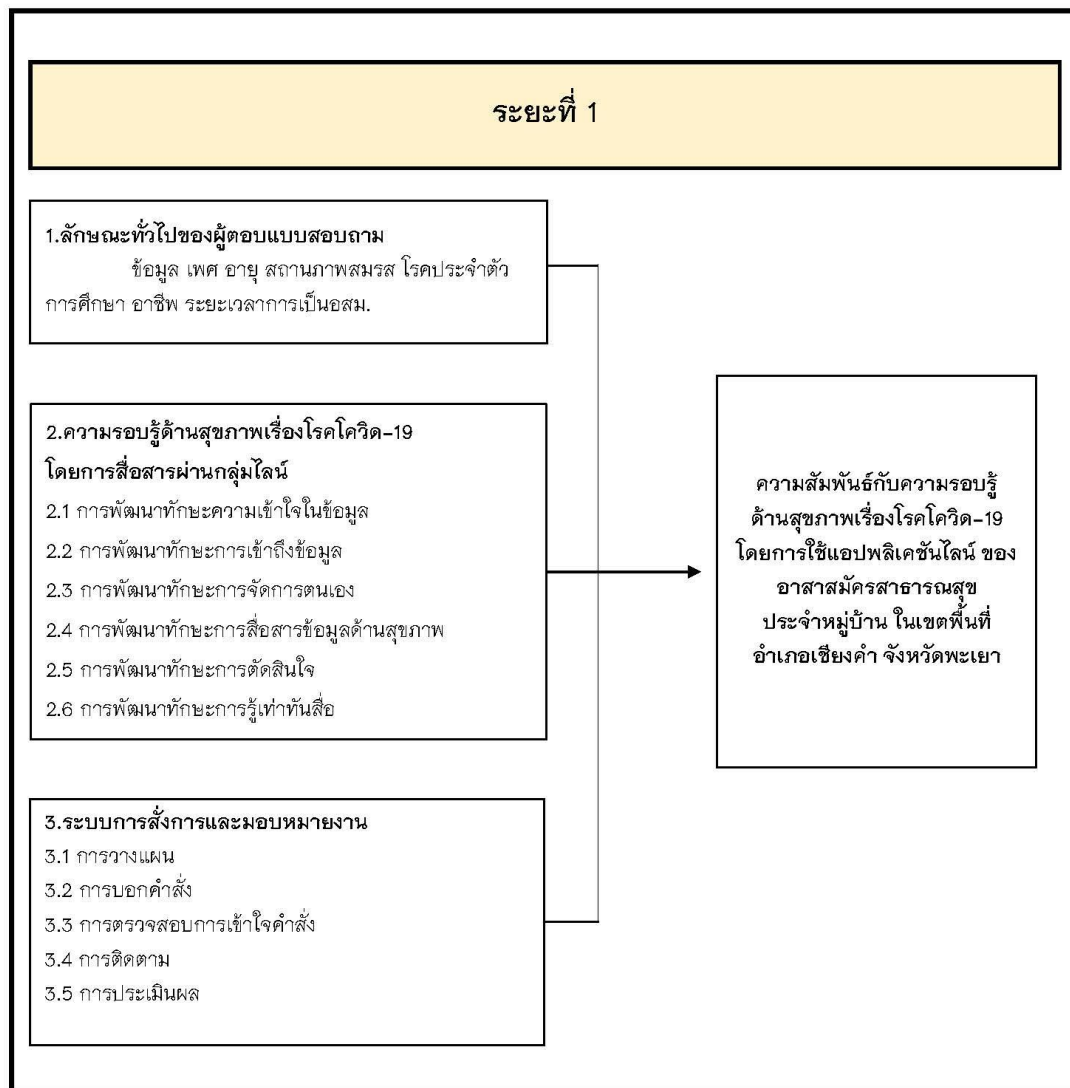 ระยะที่ 1
1.ลักษณะทั่วไปของผู้ตอบแบบสอบถาม
ข้อมูล เพศ อายุ สถานภาพสมรส โรคประจำตัว
การศึกษา อาชีพ ระยะเวลาการเป็นอสม.
2.ความรอบรู้ด้านสุขภาพเรื่องโรคโควิด-19
โดยการสื่อสารผ่านกลุ่มไลน์
2.1 การพัฒนาทักษะความเข้าใจในข้อมูล
2.2 การพัฒนาทักษะการเข้าถึงข้อมูล
2.3 การพัฒนาทักษะการจัดการตนเอง
2.4 การพัฒนาทักษะการสื่อสารข้อมูลด้านสุขภาพ
2.5 การพัฒนาทักษะการตัดสินใจ
2.6 การพัฒนาทักษะการรู้เท่าทันสื่อ
3.ระบบการสั่งการและมอบหมายงาน
3.1 การวางแผน
3.2 การบอกคำสั่ง
3.3 การตรวจสอบการเข้าใจคำสั่ง
3.4 การติดตาม
3.5 การประเมินผล
ความสัมพันธ์กับความรอบรู้
ด้านสุขภาพเรื่องโรคโควิด-19
โดยการใช้แอปพลิเคชันไลน์ ของ
อาสาสมัครสาธารณสุข
ประจำหมู่บ้าน ในเขตพื้นที่
อำเภอเชียงคำ จังหวัดพะเยา